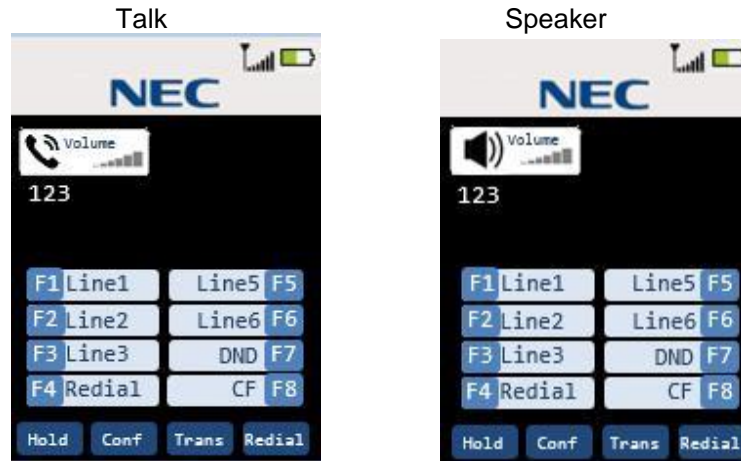 Talk
Speaker
NEC
Volume
123
F1 Line1 Line5 F5
F2 Line2 Line6 F6
F3 Line3 DND F7
F4 Redial CF F8
Hold Conf Trans Redial
NEC
Volume
123
F1 Line1 Line5 F5
F2 Line2 Line6 F6
F3 Line3 DND F7
F4 Redial CF F8
Hold Conf Trans Redial